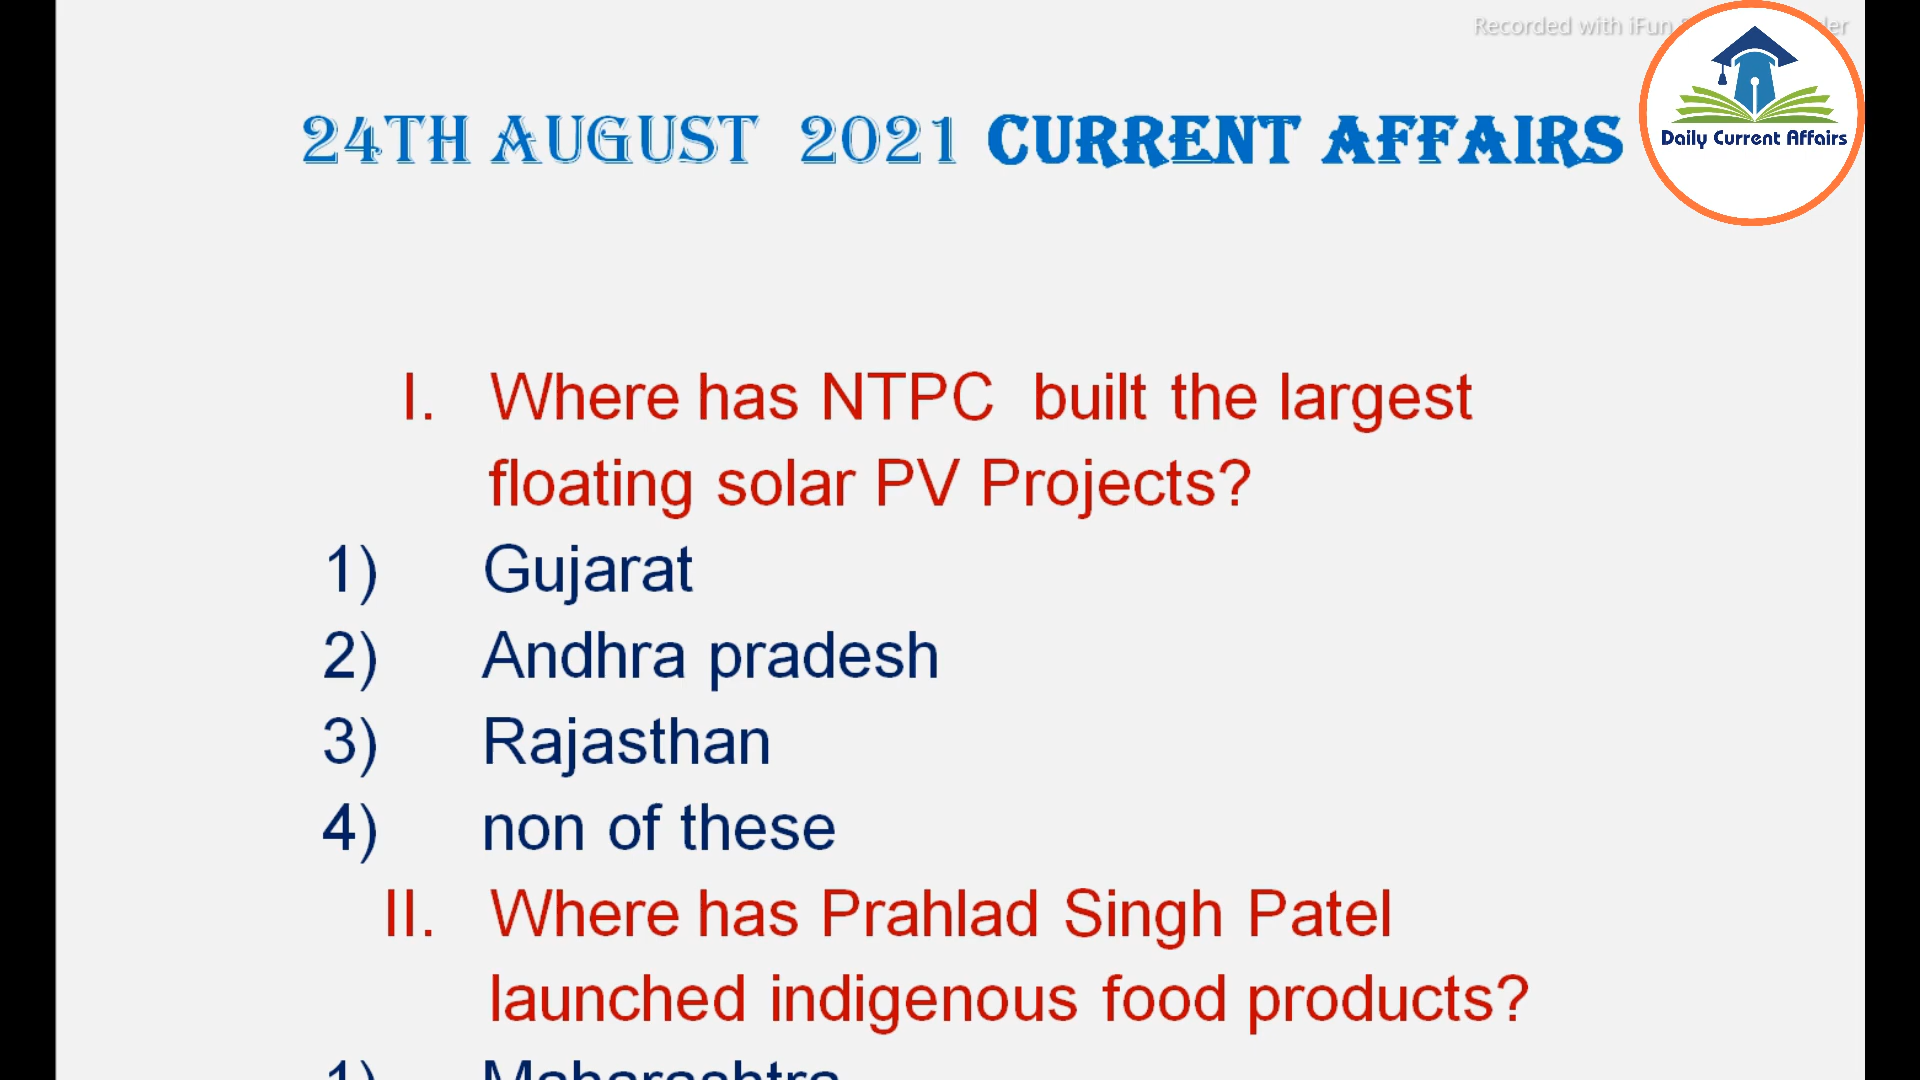 Recorded with iFun
24TH AUGUST 2021 CURRENT AFFAIRS
Daily Current Affairs
I. Where has NTPC built the largest
floating solar PV Projects?
1) Gujarat
2) Andhra pradesh
3) Rajasthan
4) non of these
II. Where has Prahlad Singh Patel
launched indigenous food products?
1) Maharashtra